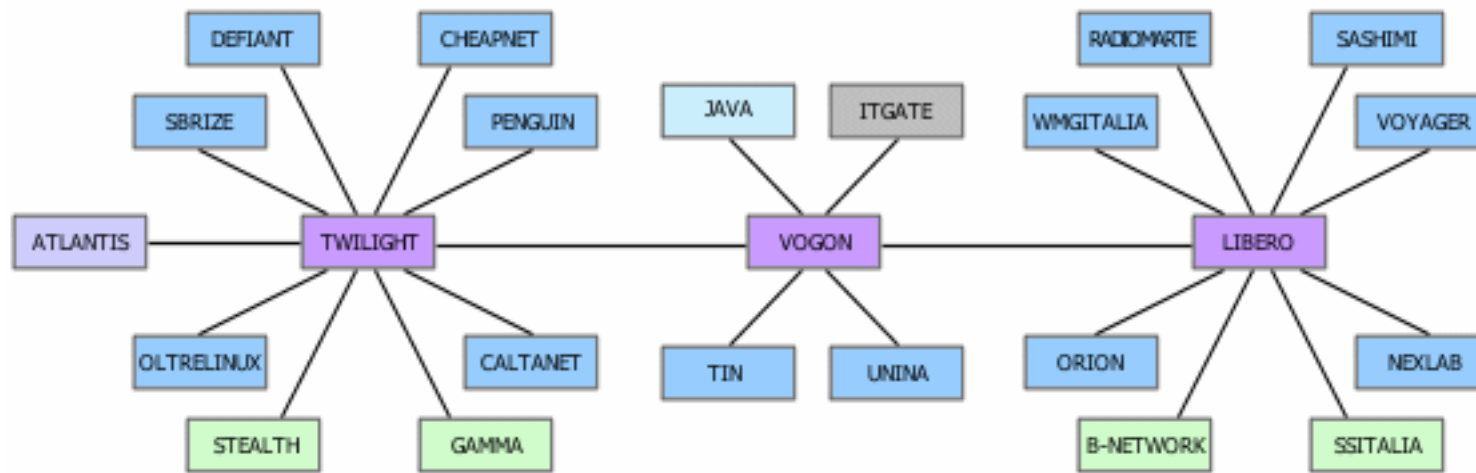 DEFIANT
CHEAPNET
RADIOMARTE
SASHIMI
SBRIZE
PENGUIN
JAVA
ITGATE
WMGITALIA
VOYAGER
ATLANTIS
TWILIGHT
VOGON
LIBERO
OLTRELINUX
CALTANET
TIN
UNINA
ORION
NEXLAB
STEALTH
GAMMA
B-NETWORK
SSITALIA